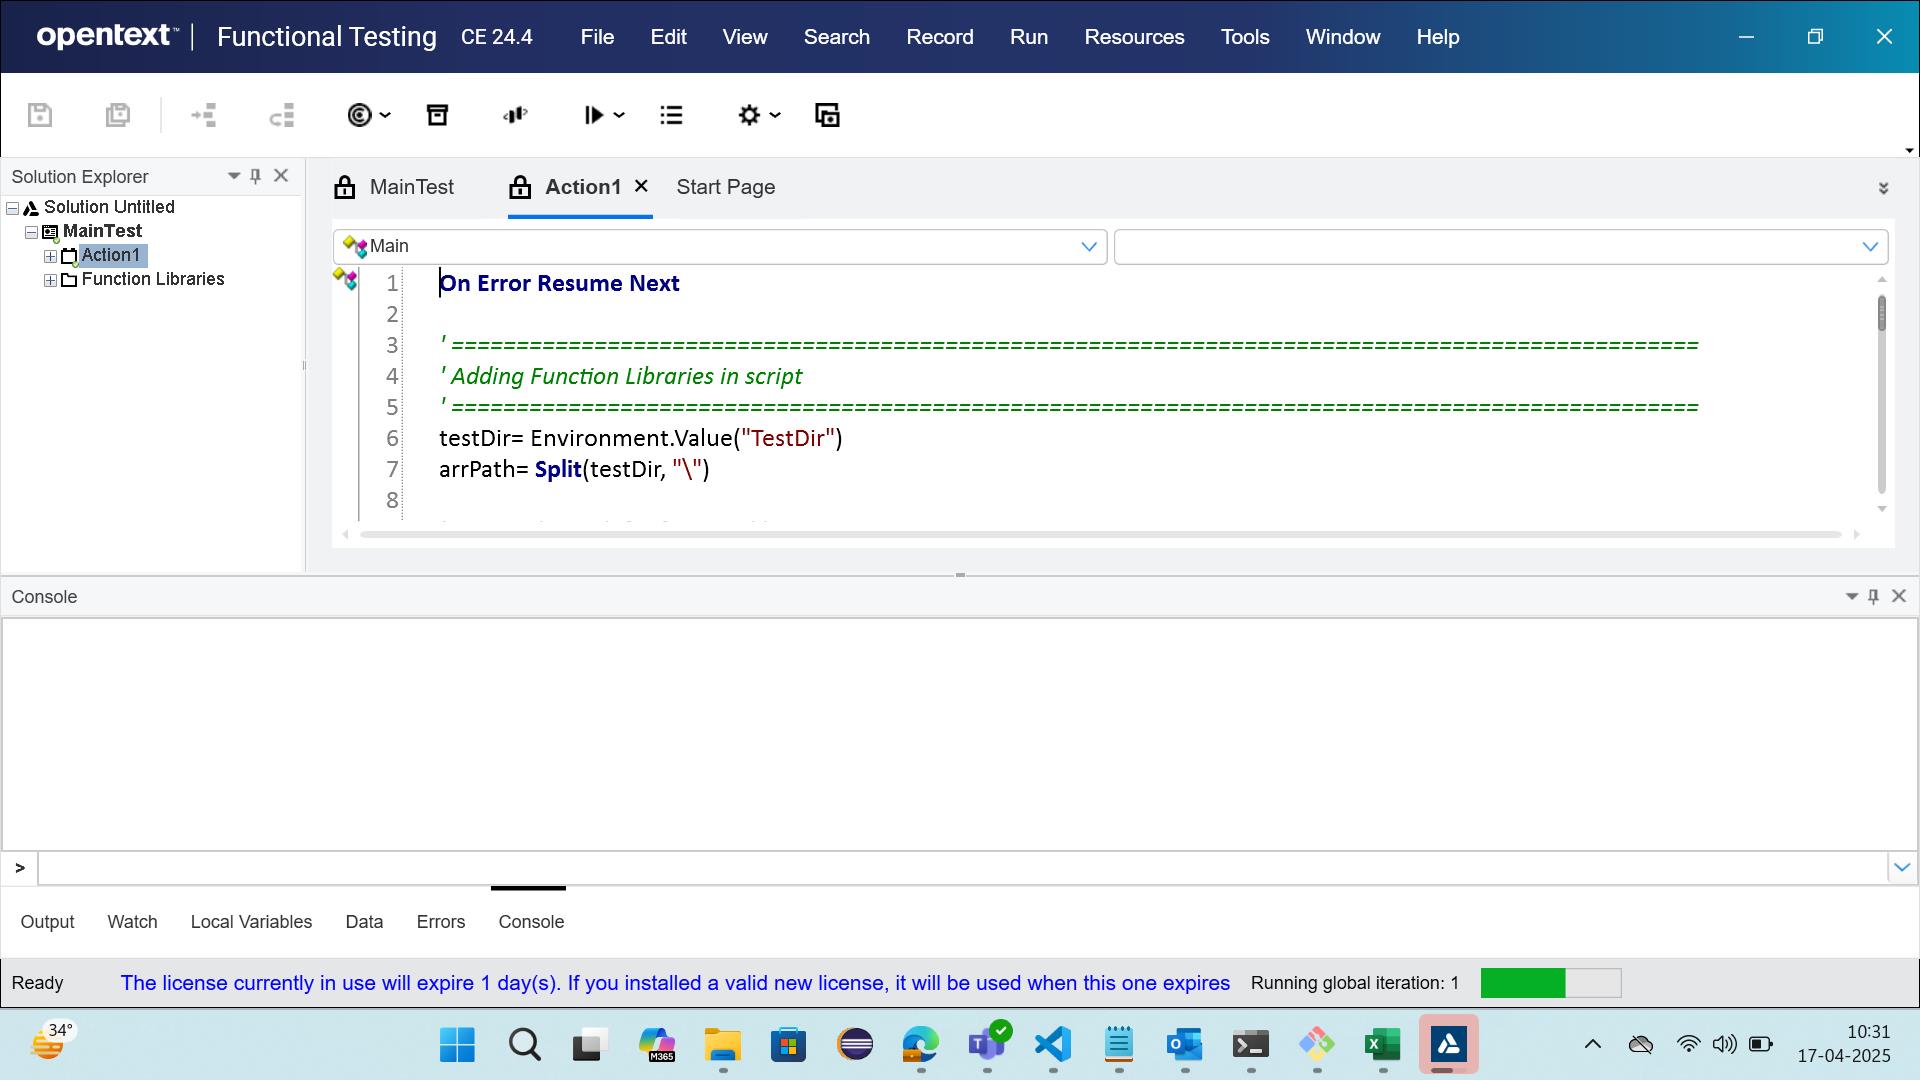 opentext™ | Functional Testing CE 24.4 File Edit View Search Record Run Resources Tools Window Help
Solution Explorer
Solution Untitled
MainTest
Action1
Function Libraries
MainTest Action1 Start Page
Main
1 On Error Resume Next
2
3 ' ================================================================================================
4 ' Adding Function Libraries in script
5 ' ================================================================================================
6 testDir= Environment.Value("TestDir")
7 arrPath= Split(testDir, "\")
8
Console
>
Output Watch Local Variables Data Errors Console
Ready The license currently in use will expire 1 day(s). If you installed a valid new license, it will be used when this one expires Running global iteration: 1
34°
M365
10:31
17-04-2025